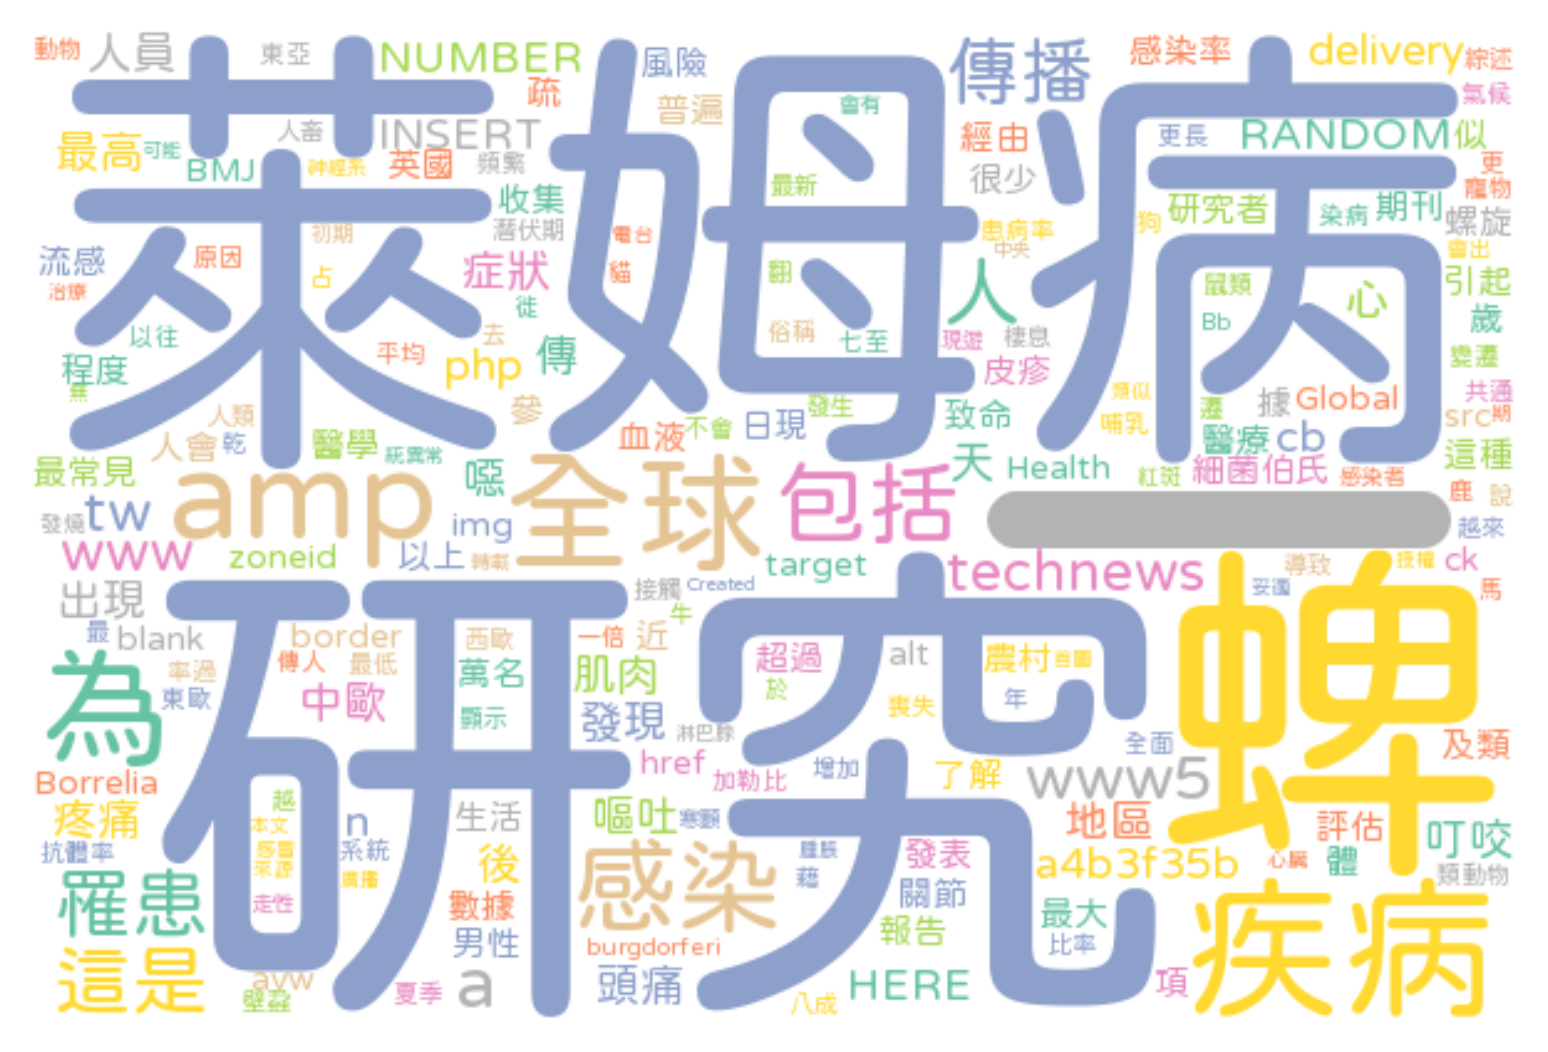 動物
人員
東亞
NUMBER
風險
傳播
感染率
delivery
綜述
疏
普遍
會有
氣候
人畜
INSERT
經由
更長
RANDOM
似
最高
可能
BMJ
神經系
英國
頻繁
很少
更
寵物
萊姆病
最新
收集
研究者
染病
期刊
螺旋
初期
潛伏期
電台
患病率
狗
中央
會出
流感
原因
占
症狀
貓
翻
人
鼠類
心
引起
治療
徙
俗稱
七至
現遊
棲息
Bb
歲
以往
去
程度
平均
php
傳
皮疹
變遷
無
人類
參
發生
類似
遷
據
Global
共通
src
期
人會
乾
醫學
統異常
血液
不會
日現
致命
哺乳
醫療
cb
這種
最常見
噁
天
Health
紅斑
細菌伯氏
感染者
鹿
說
發燒
tw
amp
img
全球
包括
一
越來
www
zoneid
以上
轉載
target
technews
導致
授權
ck
出現
接觸
Created
妥適
馬
最
blank
border
西歐
一倍
近
牛
超過
alt
農村
首圖
蜱
為
率過
傳人
最低
萬名
肌肉
於
年
東歐
中歐
顯示
研究
發現
淋巴腺
喪失
全面
及類
Borrelia
href
加勒比
增加
了解
www5
疼痛
越
本文
n
生活
嘔吐
寒顫
地區
評估
叮咬
抗體率
感冒
來源
系統
廣播
後
感染
腫脹
藉
發表
a4b3f35b
心臟
體
類動物
罹患
走性
數據
關節
最大
疾病
男性
burgdorferi
報告
比率
這是
avw
壁蝨
夏季
a
頭痛
八成
HERE
項